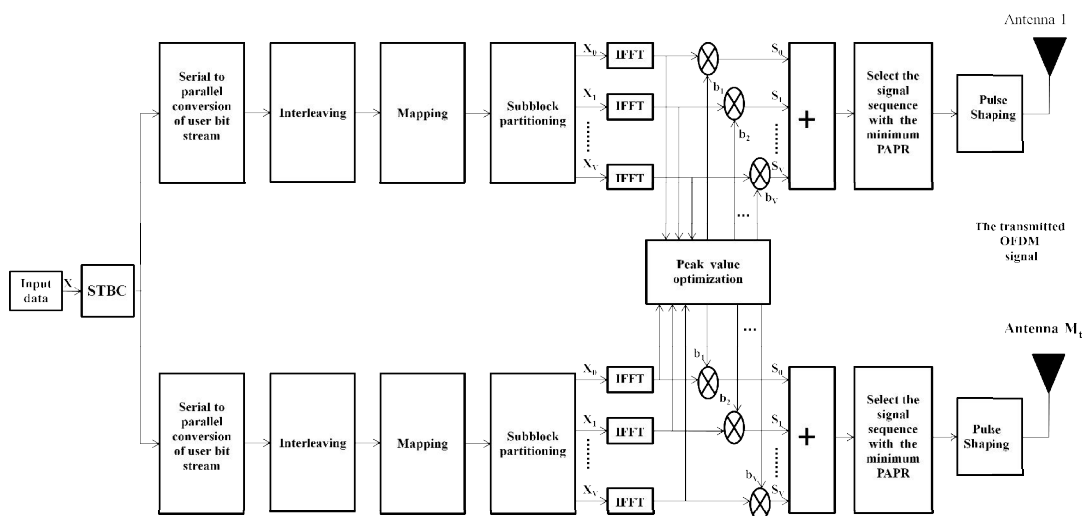 Antenna 1
Serial to
parallel
conversion
of user bit
stream
Interleaving
Mapping
Subblock
partitioning
X0
IFFT
X1
IFFT
XV
IFFT
b1
b2
bV
...
S0
S1
SV
+
Select the
signal
sequence
with the
minimum
PAPR
Pulse
Shaping
The transmitted
OFDM
signal
Input
data
X
STBC
Peak value
optimization
...
Antenna Mt
Serial to
parallel
conversion
of user bit
stream
Interleaving
Mapping
Subblock
partitioning
X0
IFFT
X1
IFFT
XV
IFFT
b1
b2
bV
S0
S1
SV
+
Select the
signal
sequence
with the
minimum
PAPR
Pulse
Shaping